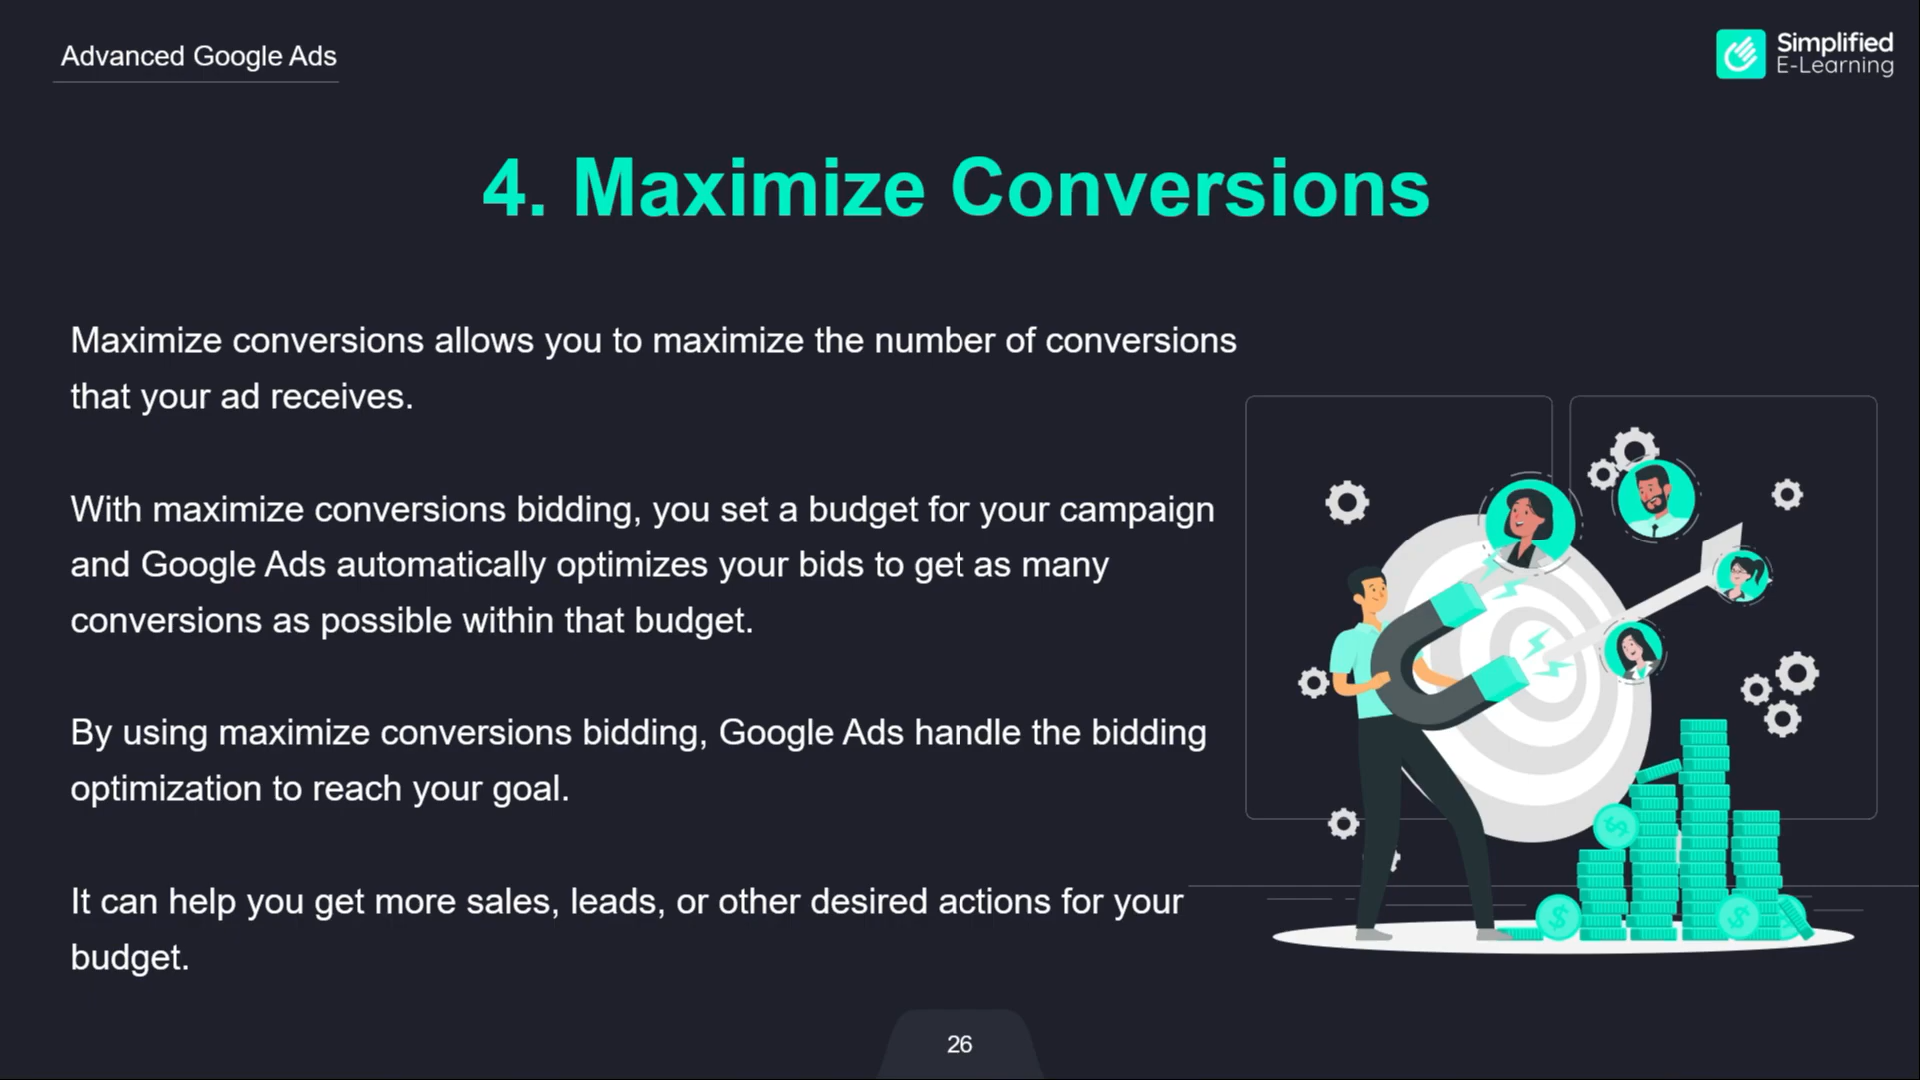 Advanced Google Ads
Simplified
E-Learning
4. Maximize Conversions
Maximize conversions allows you to maximize the number of conversions
that your ad receives.
With maximize conversions bidding, you set a budget for your campaign
and Google Ads automatically optimizes your bids to get as many
conversions as possible within that budget.
By using maximize conversions bidding, Google Ads handle the bidding
optimization to reach your goal.
It can help you get more sales, leads, or other desired actions for your
budget.
$
$
$
26